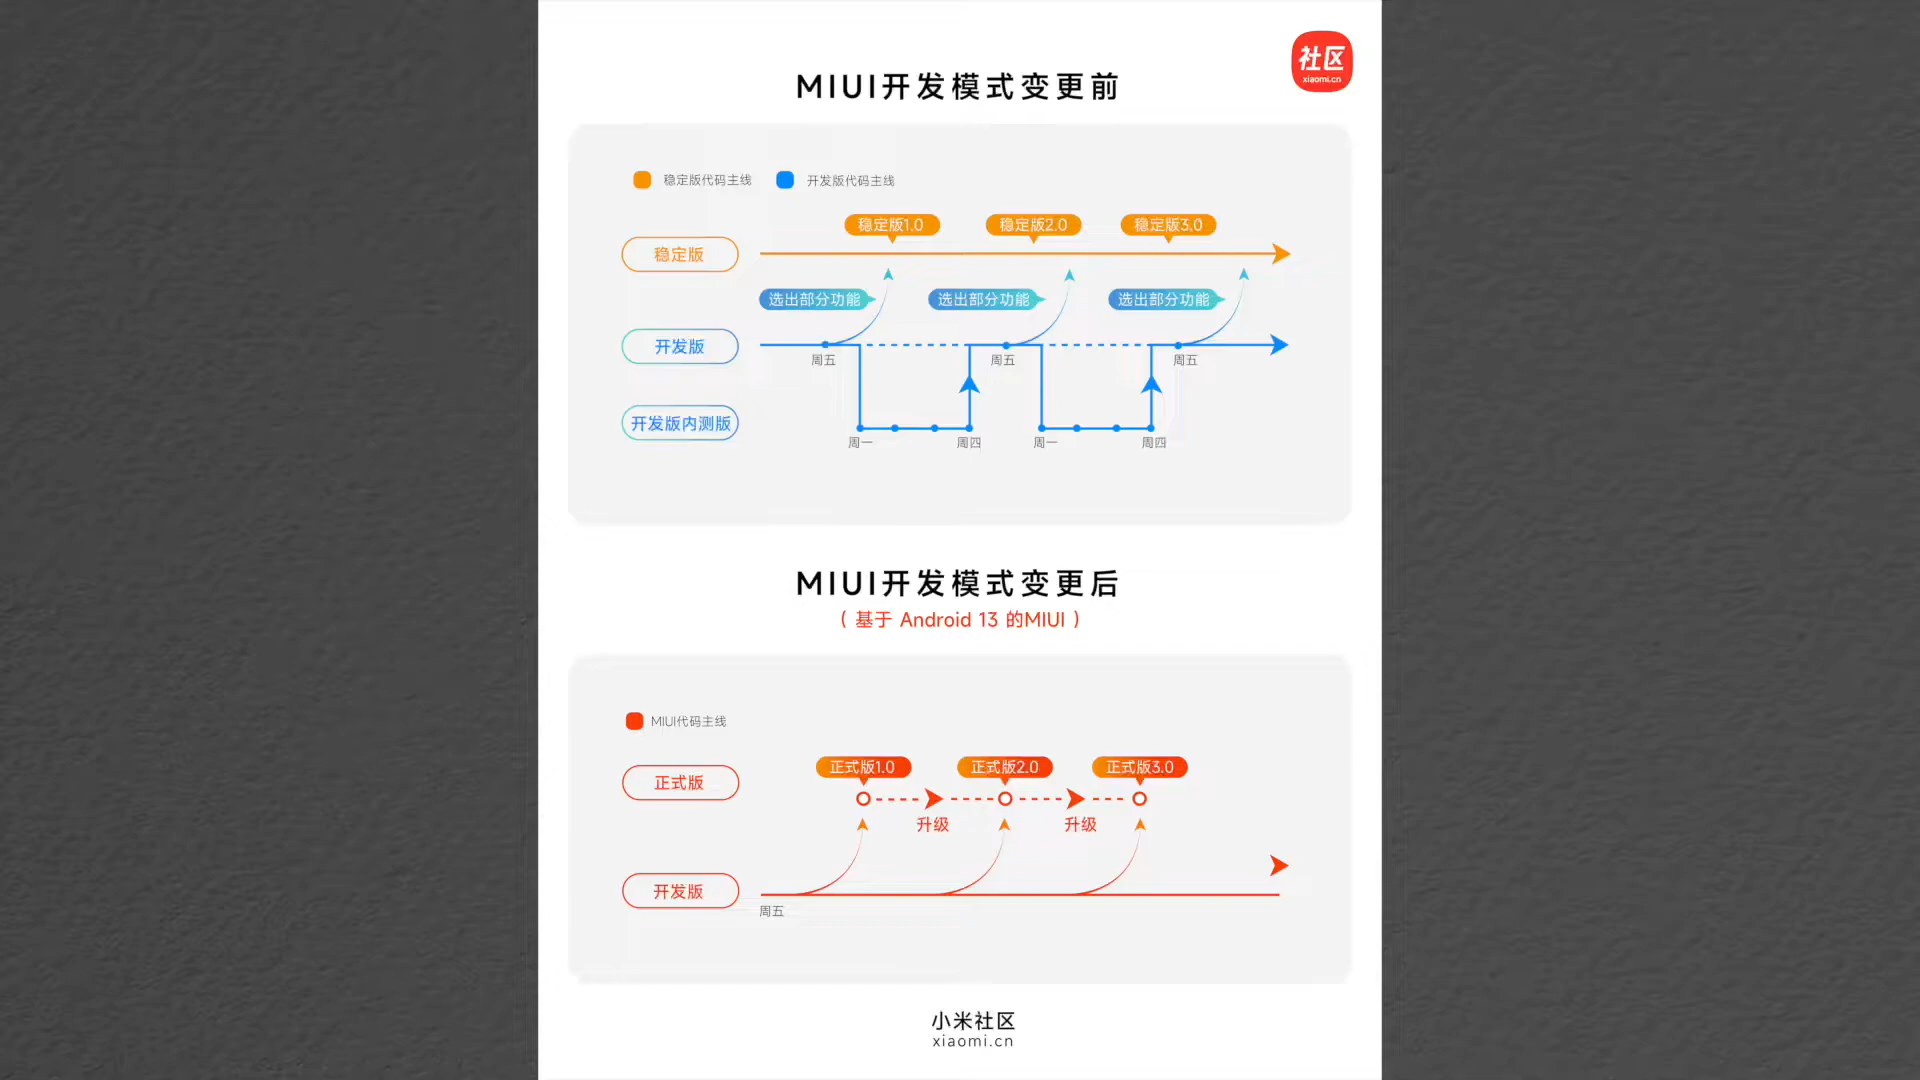 社区
xiaomi.cn
MIUI开发模式变更前
稳定版代码主线
开发版代码主线
稳定版1.0
稳定版2.0
稳定版3.0
稳定版
选出部分功能
选出部分功能
选出部分功能
开发版
周五
周五
周五
开发版内测版
周一
周四
周一
周四
MIUI开发模式变更后
( 基于 Android 13 的MIUI )
MIUI代码主线
正式版1.0
正式版2.0
正式版3.0
正式版
升级
升级
开发版
周五
小米社区
xiaomi.cn